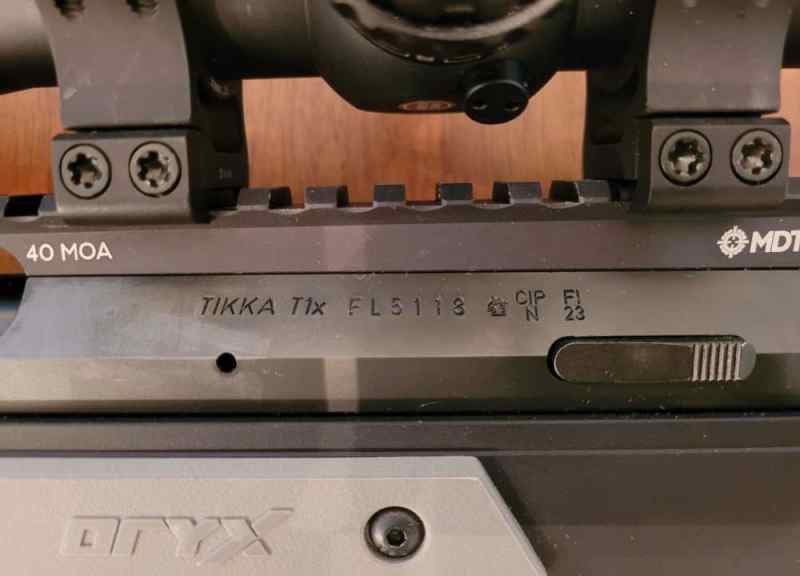 40 MOA
MDT
TIKKA T1x FL5113 CIP FI
N 23
ORYX